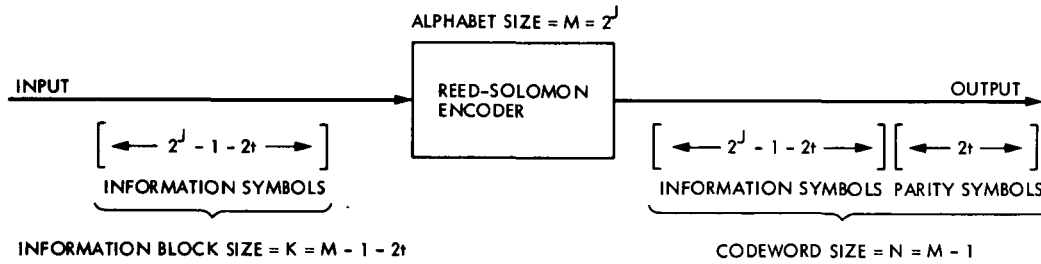 ALPHABET SIZE = M = 2^J
INPUT
REED-SOLOMON
ENCODER
OUTPUT
[ ← 2^J - 1 - 2t → ]
[ ← 2^J - 1 - 2t → ] [ ← 2t → ]
INFORMATION SYMBOLS
INFORMATION SYMBOLS PARITY SYMBOLS
INFORMATION BLOCK SIZE = K = M - 1 - 2t
CODEWORD SIZE = N = M - 1